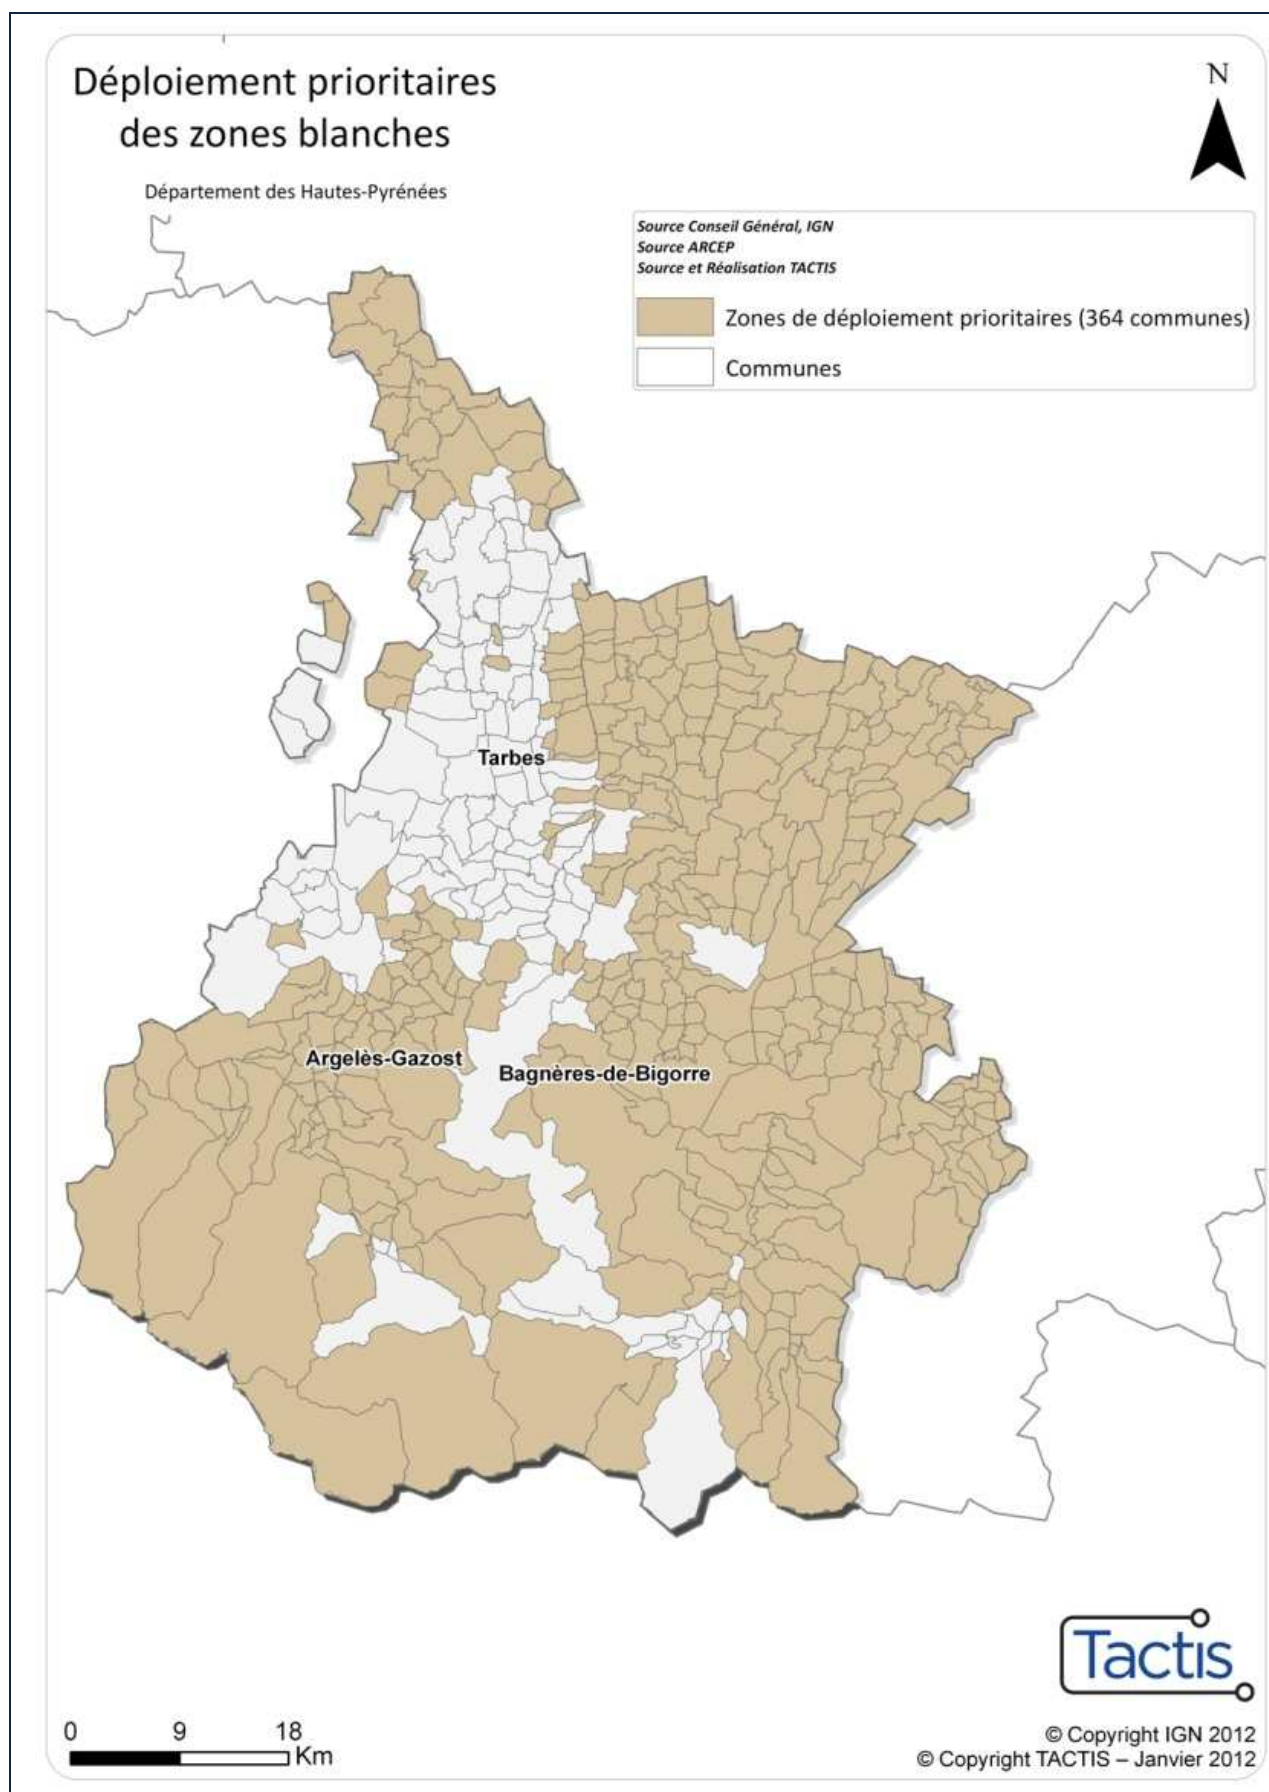 Déploiement prioritaires
des zones blanches
Département des Hautes-Pyrénées
N
Source Conseil Général, IGN
Source ARCEP
Source et Réalisation TACTIS
Zones de déploiement prioritaires (364 communes)
Communes
Tarbes
Argelès-Gazost
Bagnères-de-Bigorre
Tactis
0 9 18
Km
© Copyright IGN 2012
© Copyright TACTIS – Janvier 2012